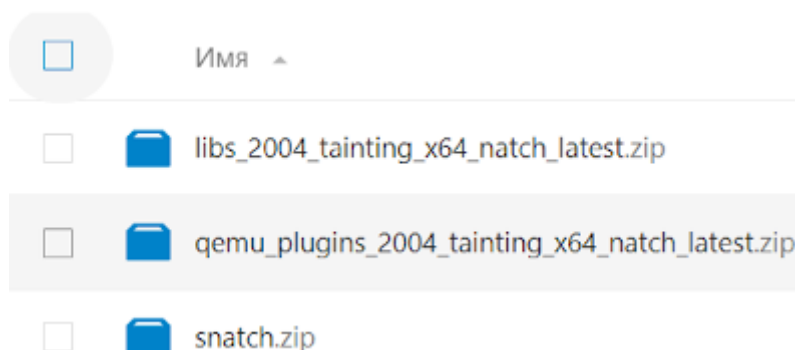 Имя
libs_2004_tainting_x64_natch_latest.zip
qemu_plugins_2004_tainting_x64_natch_latest.zip
snatch.zip